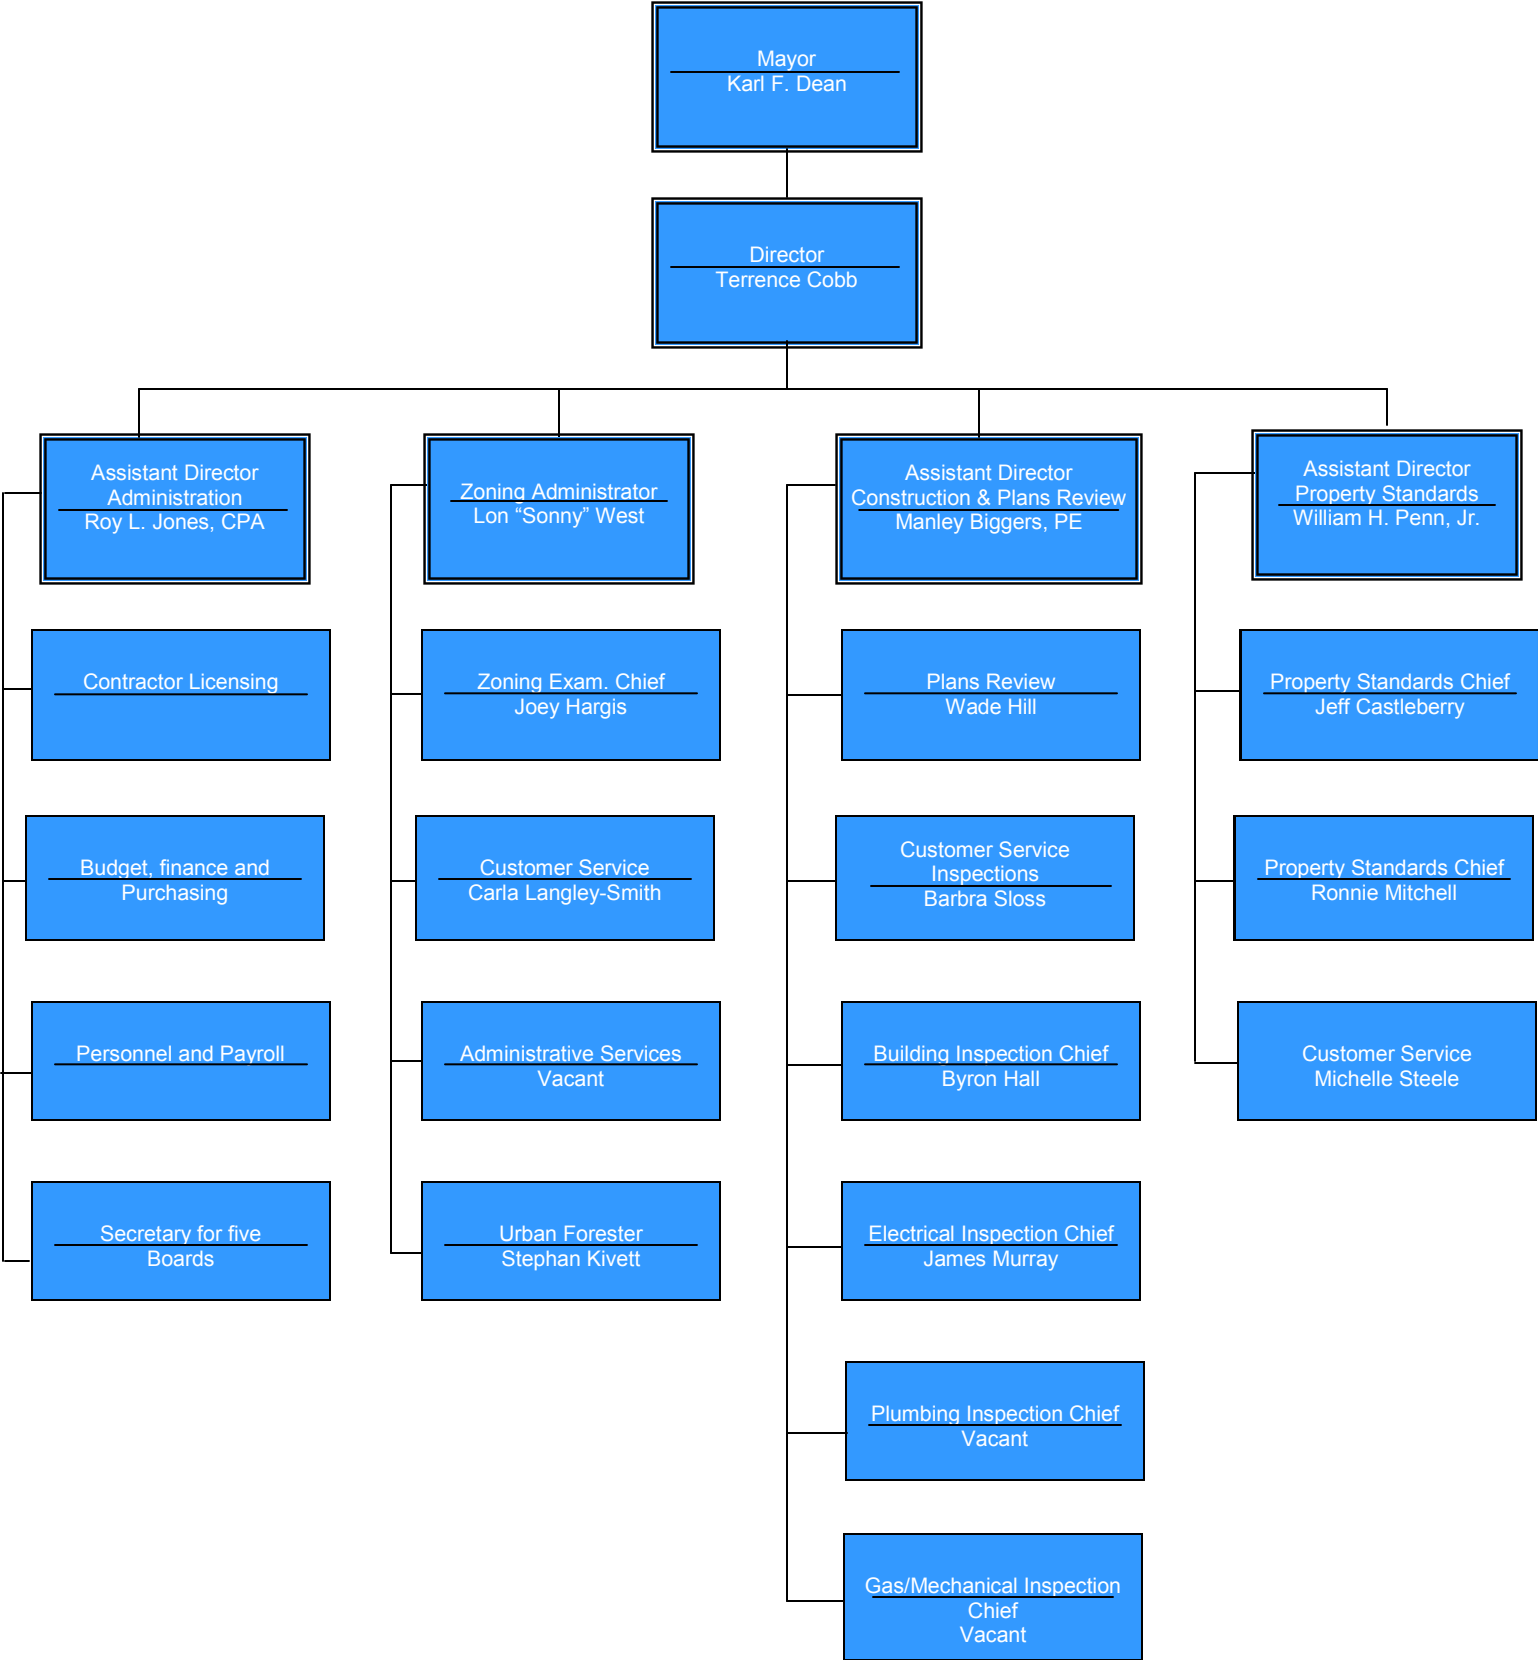 Mayor
Karl F. Dean
Director
Terrence Cobb
Assistant Director
Administration
Roy L. Jones, CPA
Zoning Administrator
Lon “Sonny” West
Assistant Director
Construction & Plans Review
Manley Biggers, PE
Assistant Director
Property Standards
William H. Penn, Jr.
Contractor Licensing
Zoning Exam. Chief
Joey Hargis
Plans Review
Wade Hill
Property Standards Chief
Jeff Castleberry
Budget, finance and
Purchasing
Customer Service
Carla Langley-Smith
Customer Service
Inspections
Barbra Sloss
Property Standards Chief
Ronnie Mitchell
Personnel and Payroll
Administrative Services
Vacant
Building Inspection Chief
Byron Hall
Customer Service
Michelle Steele
Secretary for five
Boards
Urban Forester
Stephan Kivett
Electrical Inspection Chief
James Murray
Plumbing Inspection Chief
Vacant
Gas/Mechanical Inspection
Chief
Vacant